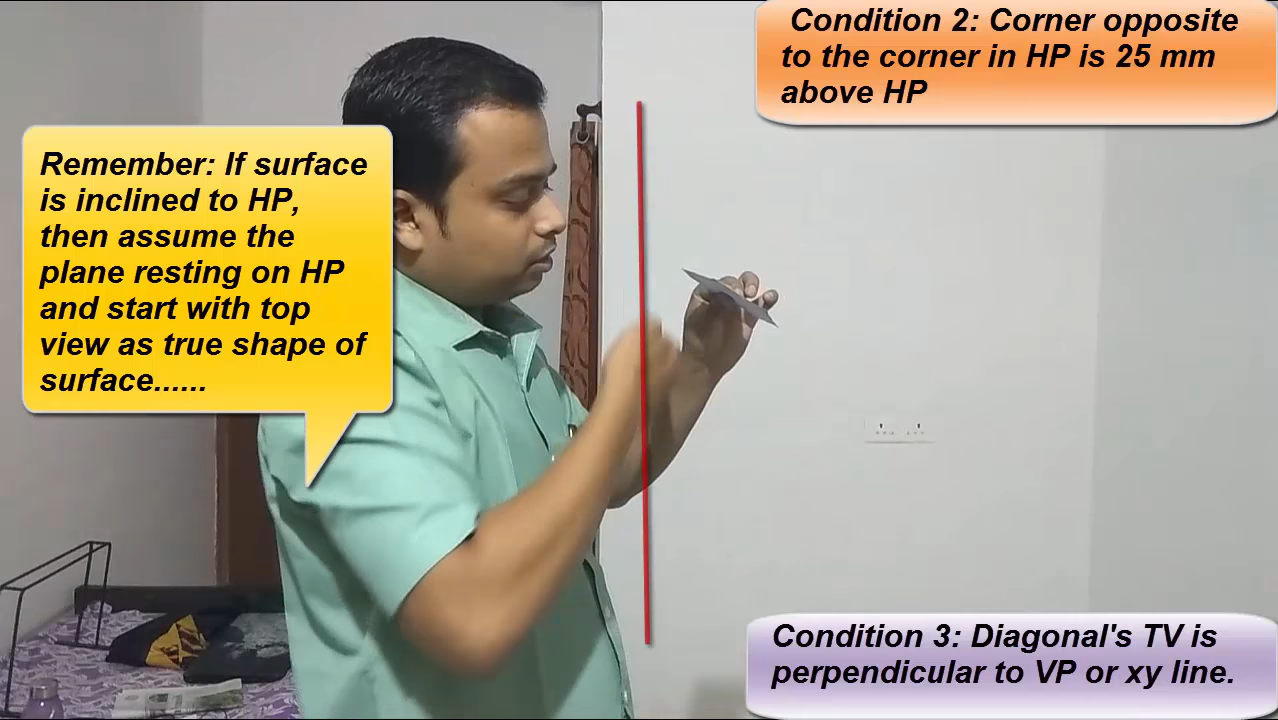 Condition 2: Corner opposite
to the corner in HP is 25 mm
above HP
Remember: If surface
is inclined to HP,
then assume the
plane resting on HP
and start with top
view as true shape of
surface......
Condition 3: Diagonal's TV is
perpendicular to VP or xy line.